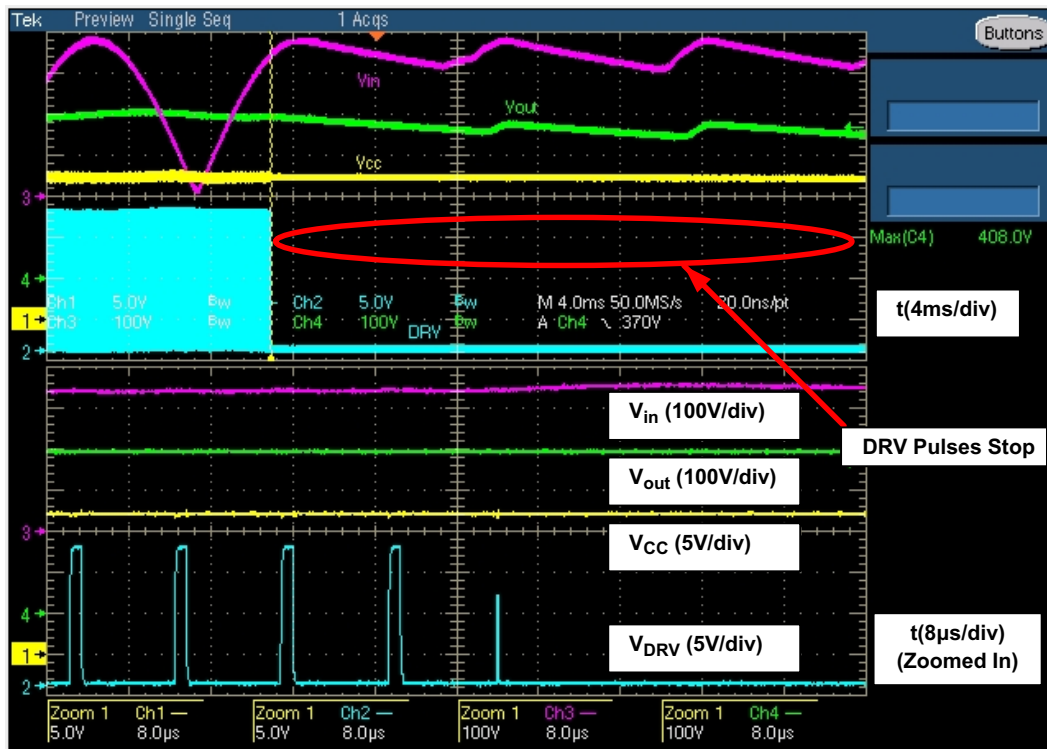 Tek Preview Single Seq 1 Acqs
Buttons
Vin
Vout
Vcc
3
Max(C4) 408.0V
4
Ch1 5.0V Bw Ch2 5.0V Bw M 4.0ms 50.0MS/s 20.0ns/pt
1
Ch3 100V Bw Ch4 100V Bw A Ch4 370V
DRV
2
t(4ms/div)
Vin (100V/div)
DRV Pulses Stop
Vout (100V/div)
3
VCC (5V/div)
4
1
VDRV (5V/div)
t(8µs/div)
(Zoomed In)
2
Zoom 1 Ch1 Zoom 1 Ch2 Zoom 1 Ch3 Zoom 1 Ch4
5.0V 8.0µs 5.0V 8.0µs 100V 8.0µs 100V 8.0µs